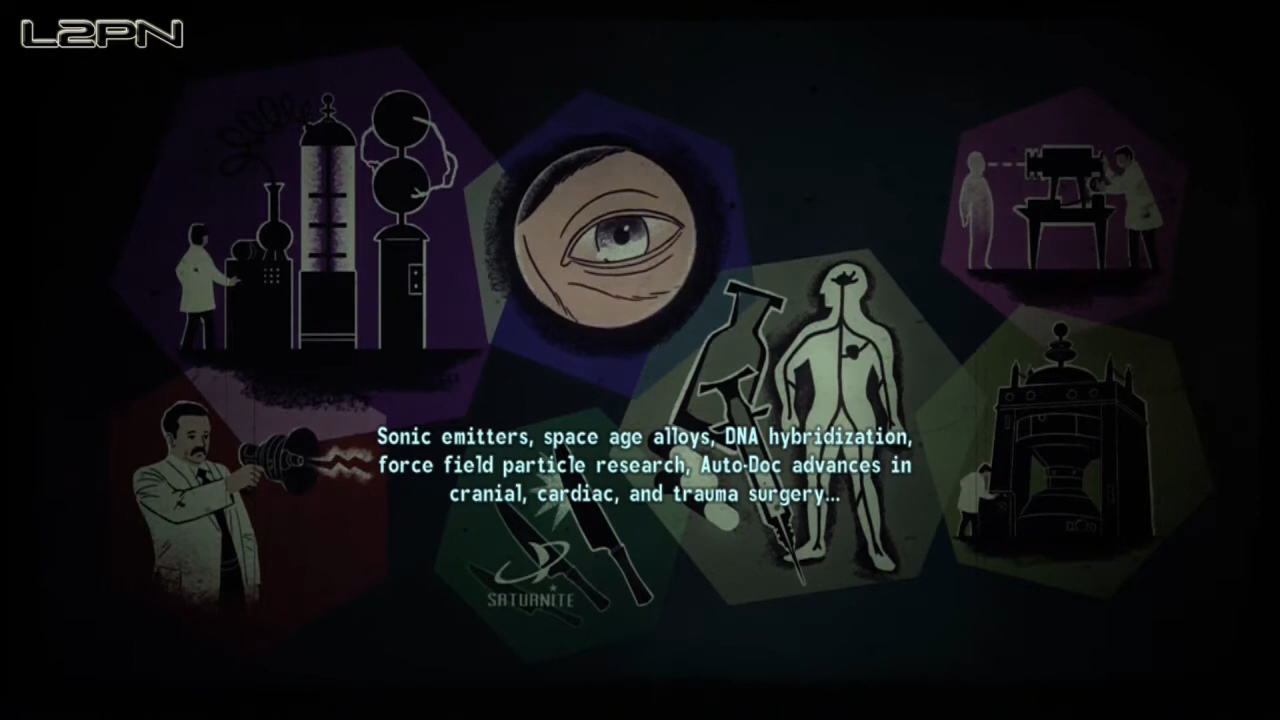 L2PN
Sonic emitters, space age alloys, DNA hybridization,
force field particle research, Auto-Doc advances in
cranial, cardiac, and trauma surgery...
SATURNITE